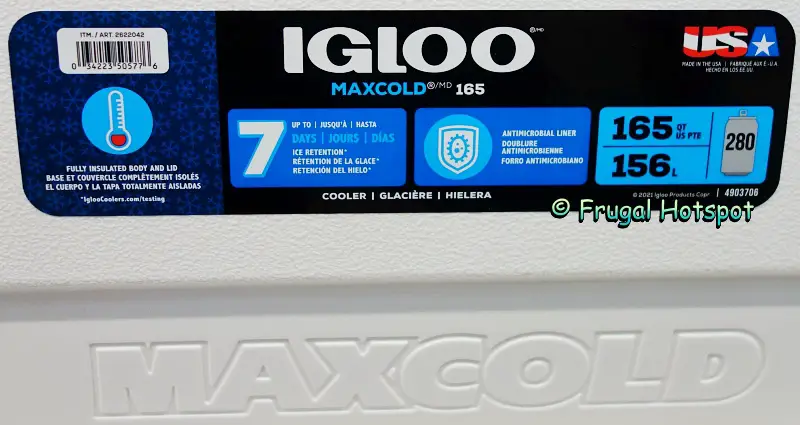 ITM. / ART. 2622042
0 34223 50577 6
FULLY INSULATED BODY AND LID
BASE ET COUVERCLE COMPLÈTEMENT ISOLÉS
EL CUERPO Y LA TAPA TOTALMENTE AISLADAS
*IglooCoolers.com/testing
IGLOO®/MD
MAXCOLD®/MD 165
7 UP TO | JUSQU'À | HASTA
DAYS | JOURS | DÍAS
ICE RETENTION*
RÉTENTION DE LA GLACE*
RETENCIÓN DEL HIELO*
ANTIMICROBIAL LINER
DOUBLURE
ANTIMICROBIENNE
FORRO ANTIMICROBIANO
COOLER | GLACIÈRE | HIELERA
USA
MADE IN THE USA | FABRIQUÉ AUX É-U.A
HECHO EN LOS EE.UU.
165 QT
US PTE
156 L
280
© 2021 Igloo Products Corp. | 4903706
© Frugal Hotspot
MAXCOLD